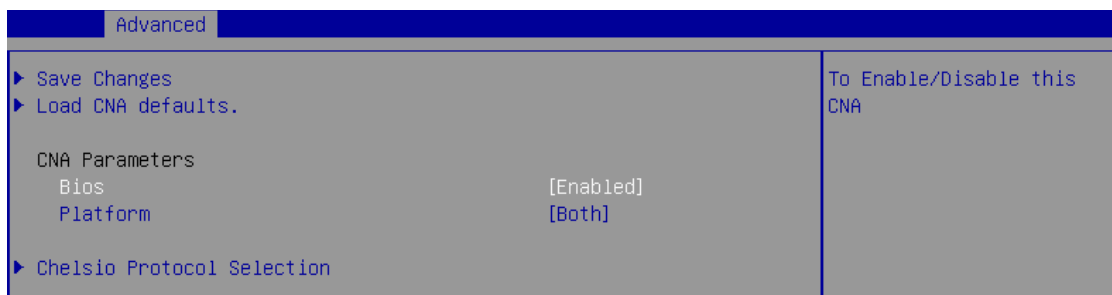 Advanced
Save Changes
Load CNA defaults.
CNA Parameters
Bios [Enabled]
Platform [Both]
Chelsio Protocol Selection
To Enable/Disable this
CNA